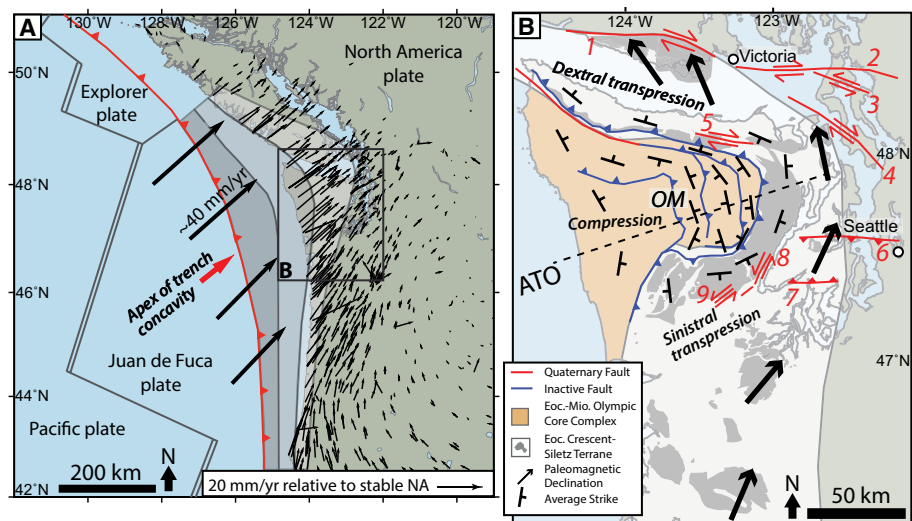 A
130°W
128°W
126°W
124°W
122°W
120°W
50°N
48°N
46°N
44°N
42°N
North America
plate
Explorer
plate
~40 mm/yr
Apex of trench
concavity
B
Juan de Fuca
plate
Pacific plate
200 km
N
20 mm/yr relative to stable NA
B
124°W
123°W
1
Victoria
2
Dextral transpression
3
5
48°N
4
OM
Compression
Seattle
ATO
8
6
9
7
Sinistral
transpression
47°N
Quaternary Fault
Inactive Fault
Eoc.-Mio. Olympic
Core Complex
Eoc. Crescent-
Siletz Terrane
Paleomagnetic
Declination
Average Strike
N
50 km